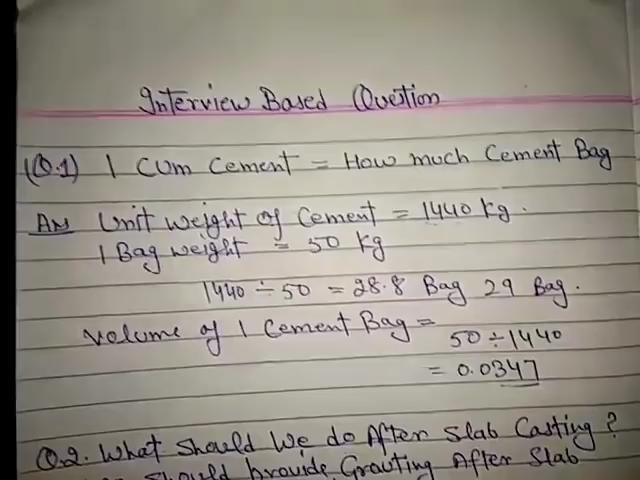 Interview Based Question
(Q.1) 1 Cum Cement = How much Cement Bag
Ans Unit weight of Cement = 1440 kg.
1 Bag weight = 50 kg
1440 ÷ 50 = 28.8 Bag 29 Bag.
Volume of 1 Cement Bag =
50 ÷ 1440
= 0.0347
Q.2. What should We do After Slab Casting?
should provide Grouting After Slab